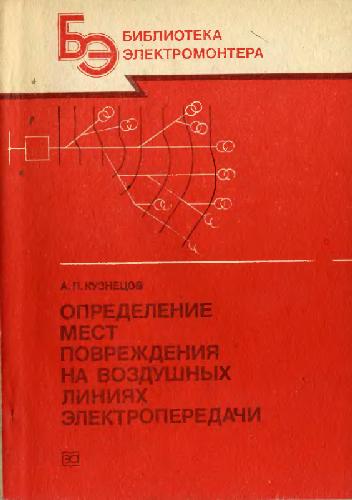 БЭ
БИБЛИОТЕКА
ЭЛЕКТРОМОНТЕРА
А. П. КУЗНЕЦОВ
ОПРЕДЕЛЕНИЕ
МЕСТ
ПОВРЕЖДЕНИЯ
НА ВОЗДУШНЫХ
ЛИНИЯХ
ЭЛЕКТРОПЕРЕДАЧИ